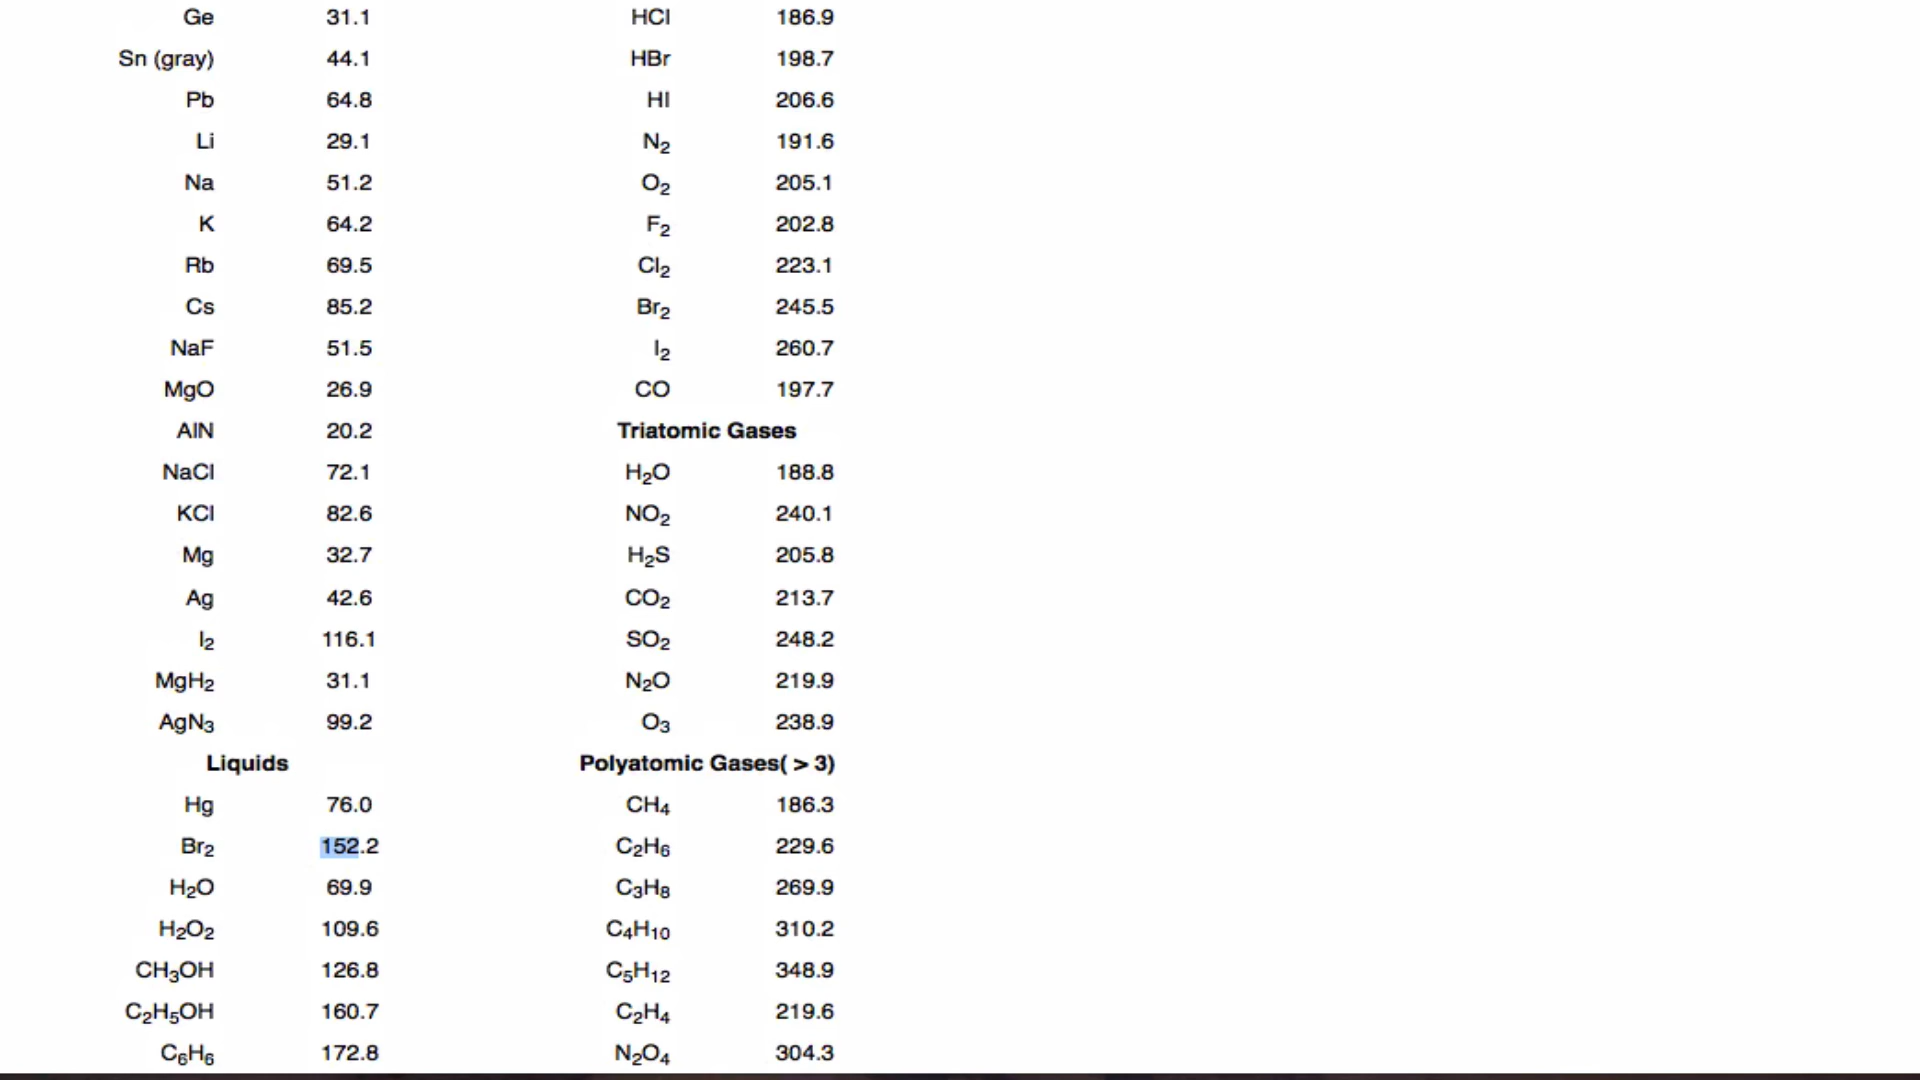 Ge 31.1 HCl 186.9
Sn (gray) 44.1 HBr 198.7
Pb 64.8 HI 206.6
Li 29.1 N₂ 191.6
Na 51.2 O₂ 205.1
K 64.2 F₂ 202.8
Rb 69.5 Cl₂ 223.1
Cs 85.2 Br₂ 245.5
NaF 51.5 I₂ 260.7
MgO 26.9 CO 197.7
AlN 20.2 Triatomic Gases
NaCl 72.1 H₂O 188.8
KCl 82.6 NO₂ 240.1
Mg 32.7 H₂S 205.8
Ag 42.6 CO₂ 213.7
I₂ 116.1 SO₂ 248.2
MgH₂ 31.1 N₂O 219.9
AgN₃ 99.2 O₃ 238.9
Liquids Polyatomic Gases( > 3)
Hg 76.0 CH₄ 186.3
Br₂ 152.2 C₂H₆ 229.6
H₂O 69.9 C₃H₈ 269.9
H₂O₂ 109.6 C₄H₁₀ 310.2
CH₃OH 126.8 C₅H₁₂ 348.9
C₂H₅OH 160.7 C₂H₄ 219.6
C₆H₆ 172.8 N₂O₄ 304.3